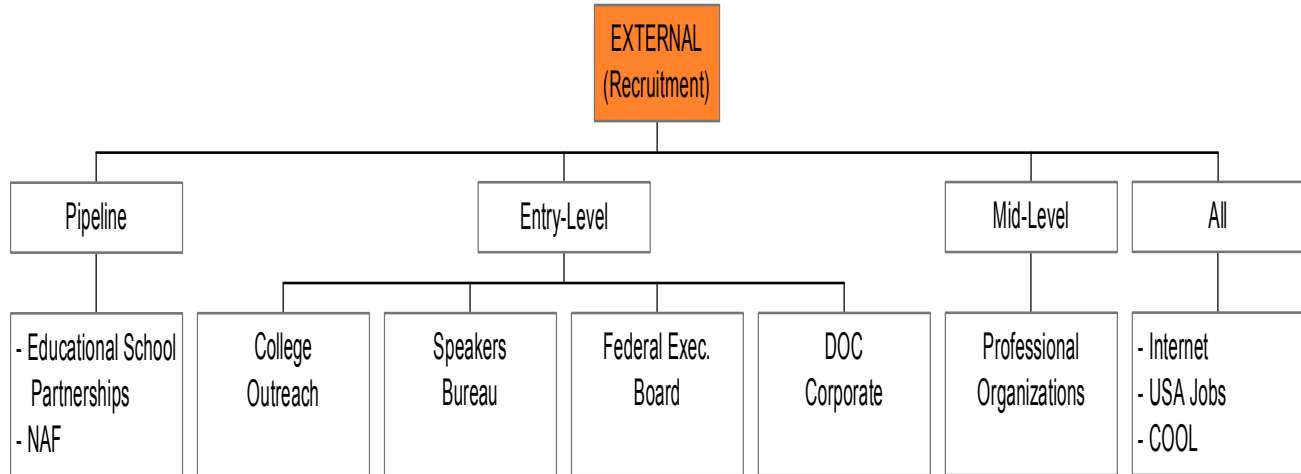 EXTERNAL
(Recruitment)
Pipeline
Entry-Level
Mid-Level
All
- Educational School
Partnerships
- NAF
College
Outreach
Speakers
Bureau
Federal Exec.
Board
DOC
Corporate
Professional
Organizations
- Internet
- USA Jobs
- COOL